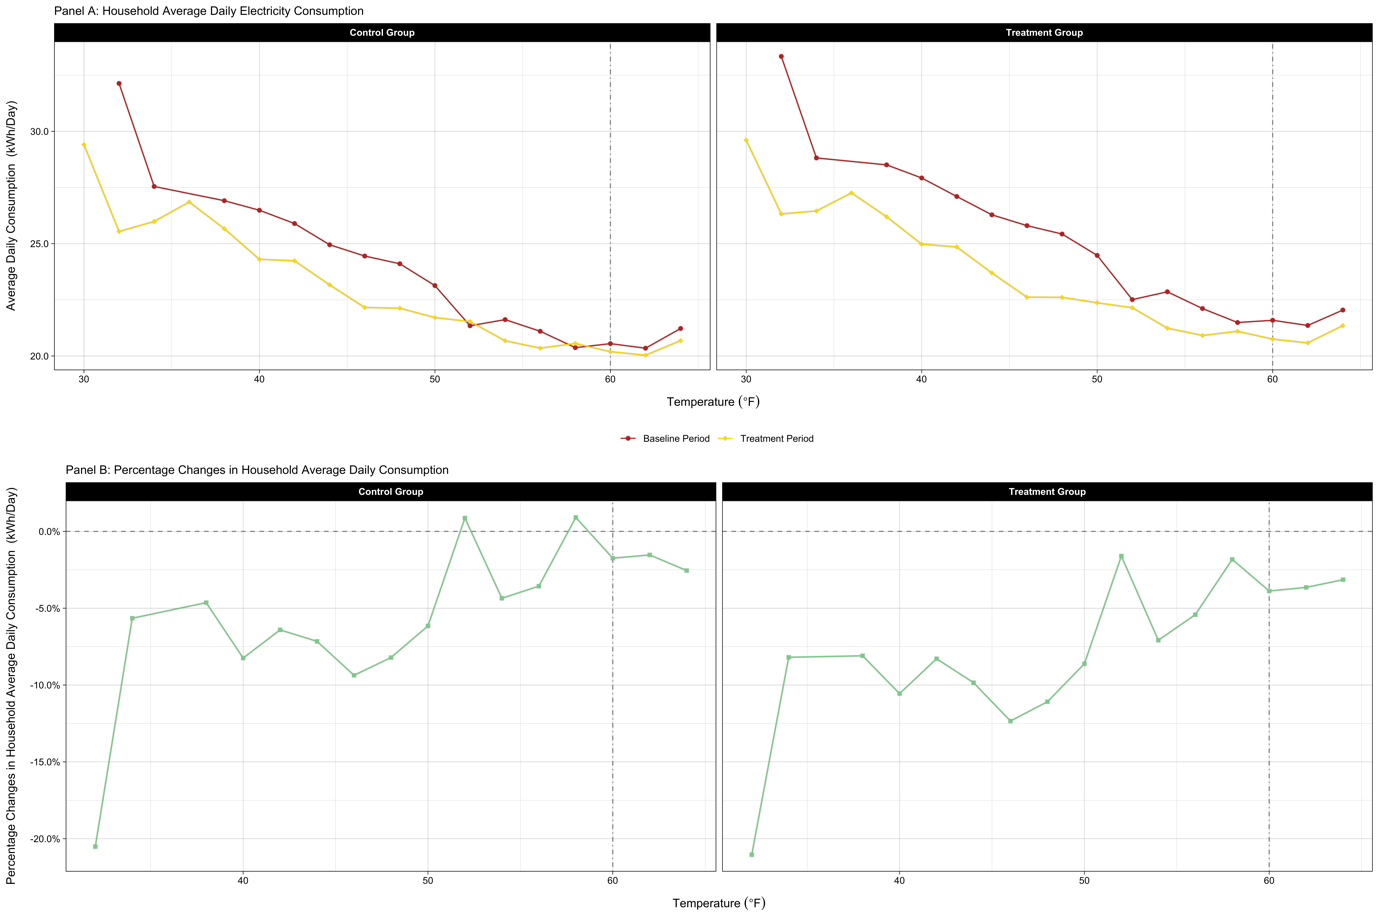 Panel A: Household Average Daily Electricity Consumption
Control Group
Treatment Group
Average Daily Consumption (kWh/Day)
30.0
25.0
20.0
30
40
50
60
30
40
50
60
Temperature (°F)
Baseline Period
Treatment Period
Panel B: Percentage Changes in Household Average Daily Consumption
Control Group
Treatment Group
Percentage Changes in Household Average Daily Consumption (kWh/Day)
0.0%
-5.0%
-10.0%
-15.0%
-20.0%
40
50
60
40
50
60
Temperature (°F)